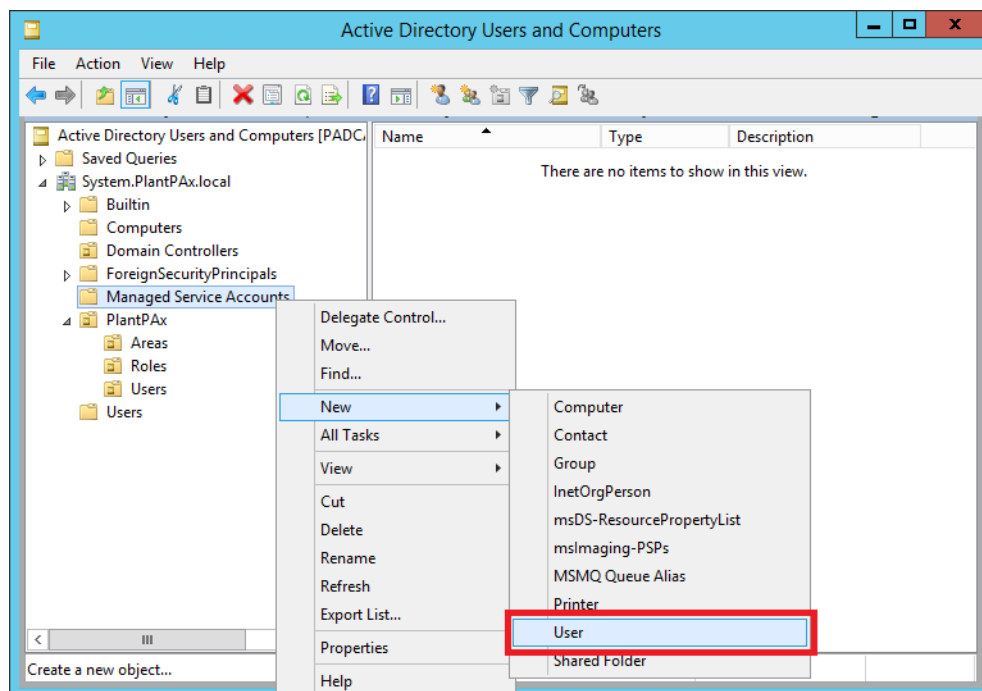 Active Directory Users and Computers
File Action View Help
Active Directory Users and Computers [PADCA
Saved Queries
System.PlantPAx.local
Builtin
Computers
Domain Controllers
ForeignSecurityPrincipals
Managed Service Accounts
PlantPAx
Areas
Roles
Users
Users
Name Type Description
There are no items to show in this view.
Delegate Control...
Move...
Find...
New
All Tasks
View
Cut
Delete
Rename
Refresh
Export List...
Properties
Help
Computer
Contact
Group
InetOrgPerson
msDS-ResourcePropertyList
msImaging-PSPs
MSMQ Queue Alias
Printer
User
Shared Folder
Create a new object...